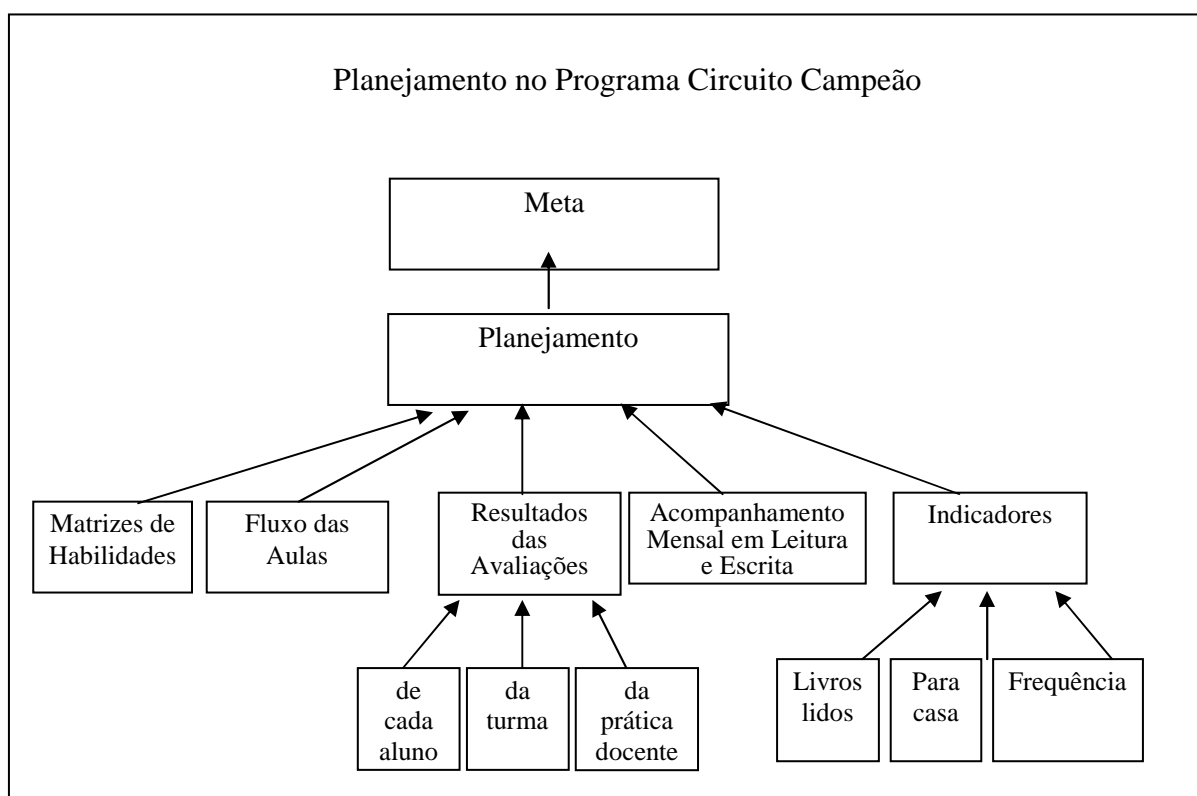 Planejamento no Programa Circuito Campeão
Meta
Planejamento
Matrizes de
Habilidades
Fluxo das
Aulas
Resultados
das
Avaliações
Acompanhamento
Mensal em Leitura
e Escrita
Indicadores
de
cada
aluno
da
turma
da
prática
docente
Livros
lidos
Para
casa
Frequência